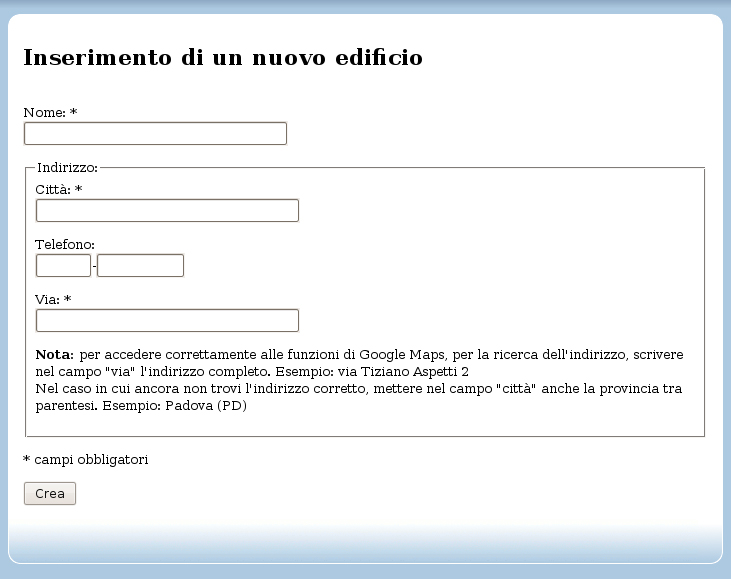 Inserimento di un nuovo edificio
Nome: *
Indirizzo:
Città: *
Telefono:
-
Via: *
Nota: per accedere correttamente alle funzioni di Google Maps, per la ricerca dell'indirizzo, scrivere
nel campo "via" l'indirizzo completo. Esempio: via Tiziano Aspetti 2
Nel caso in cui ancora non trovi l'indirizzo corretto, mettere nel campo "città" anche la provincia tra
parentesi. Esempio: Padova (PD)
* campi obbligatori
Crea